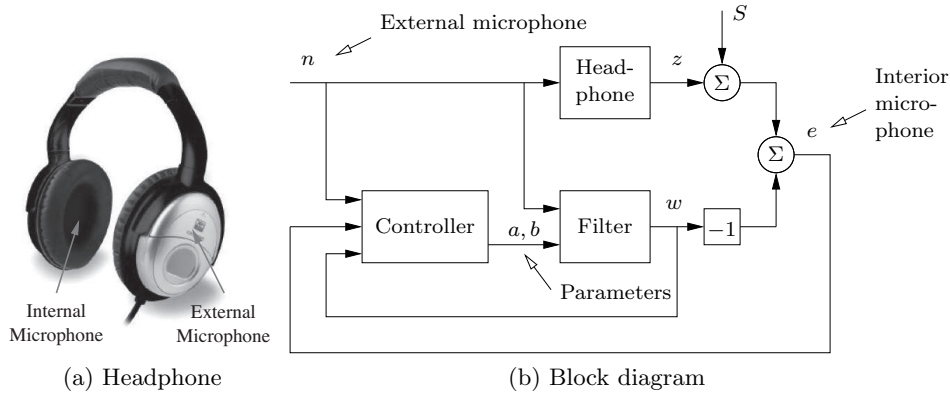 Internal
Microphone
External
Microphone
(a) Headphone
n
External microphone
S
Head-
phone
z
Σ
Interior
micro-
phone
e
Σ
Controller
a, b
Filter
w
−1
Parameters
(b) Block diagram